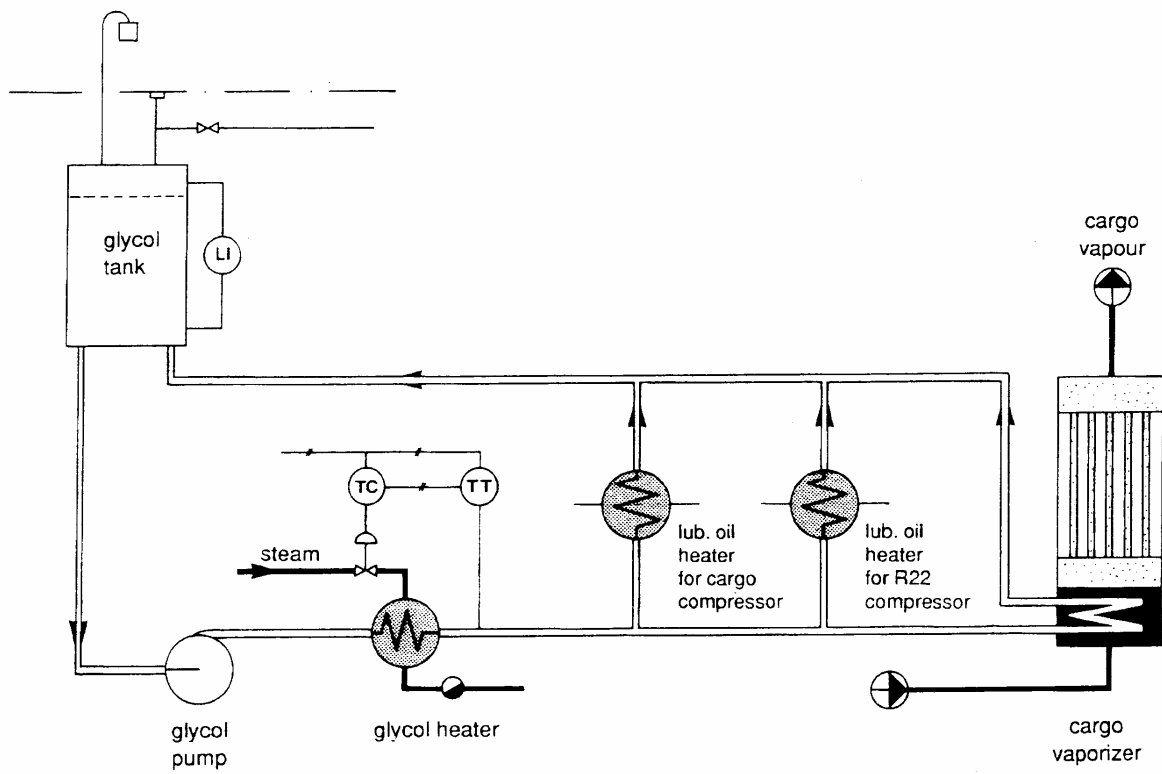 glycol
tank
LI
cargo
vapour
TC
TT
steam
lub. oil
heater
for cargo
compressor
lub. oil
heater
for R22
compressor
glycol
pump
glycol heater
cargo
vaporizer